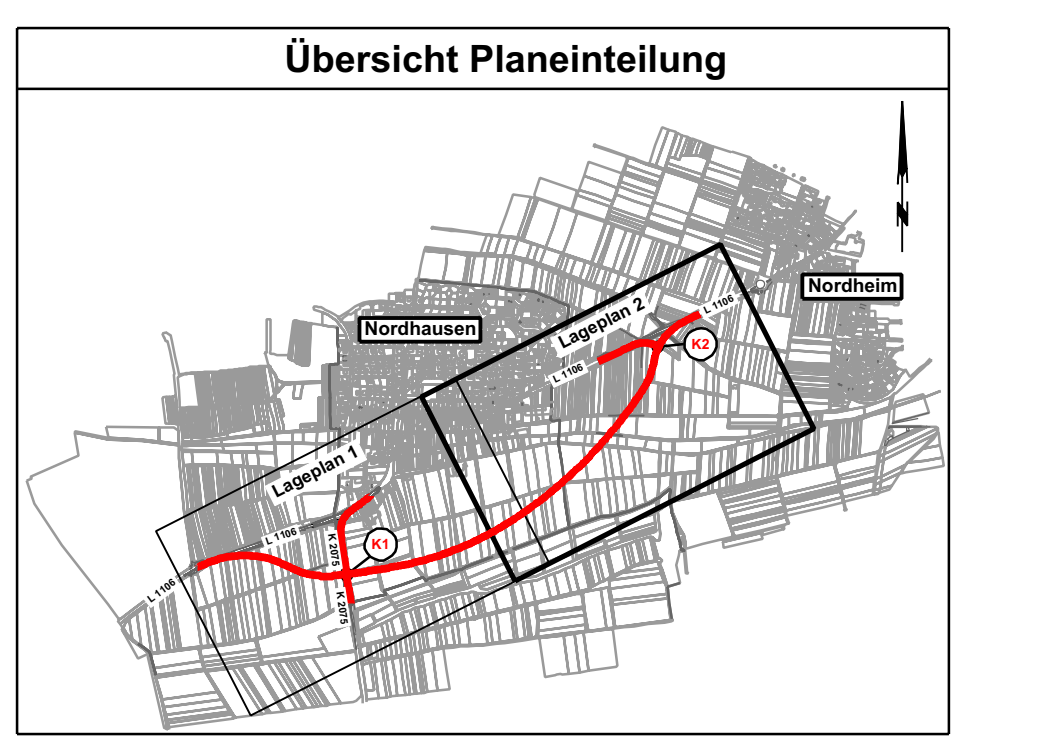 Übersicht Planeinteilung
N
Nordheim
Nordhausen
Lageplan 2
L 1106
K2
L 1106
Lageplan 1
L 1106
K 2075
K1
L 1106
K 2075